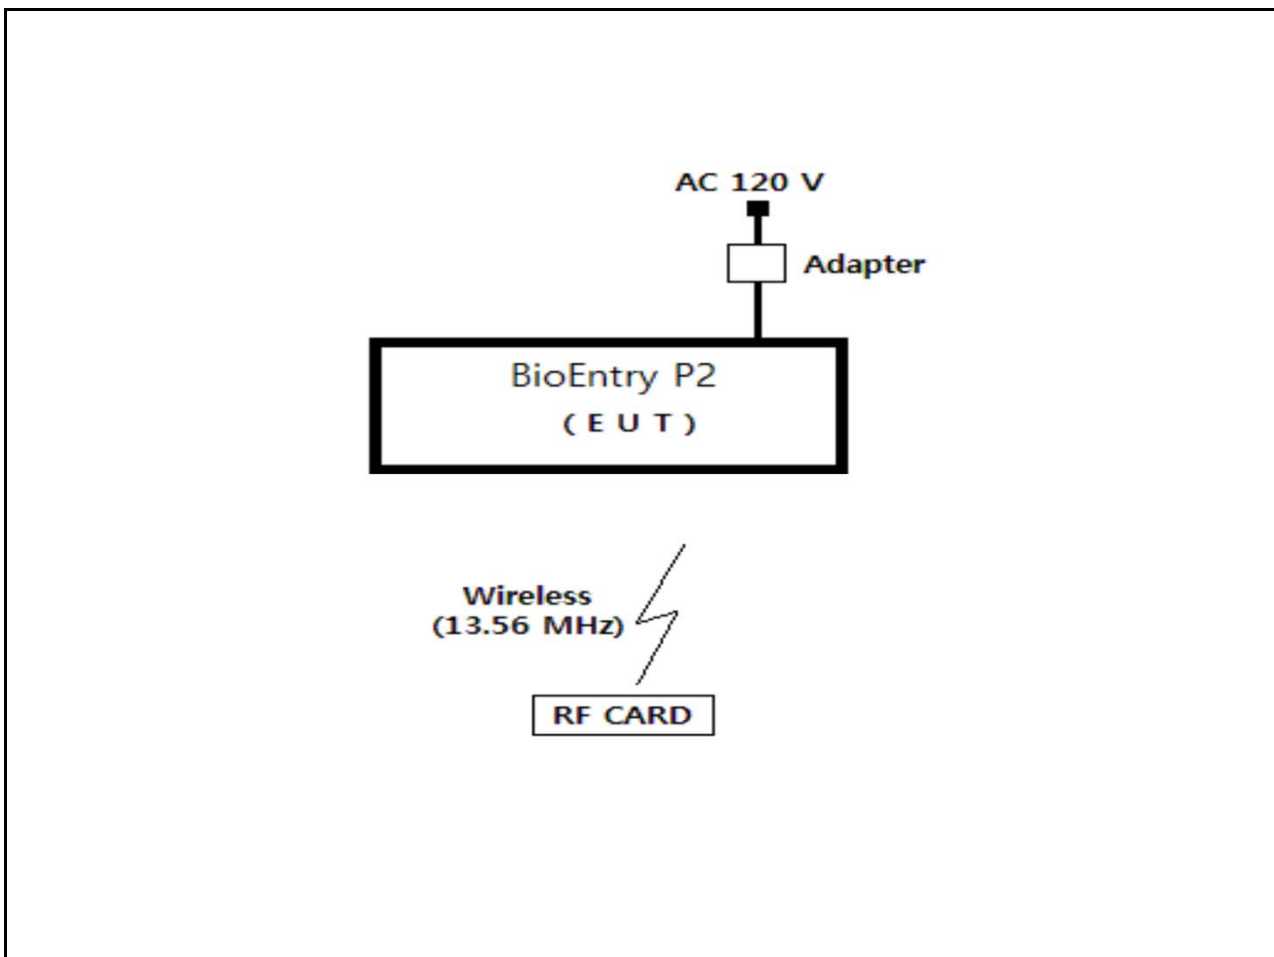 AC 120 V
Adapter
BioEntry P2
( E U T )
Wireless
(13.56 MHz)
RF CARD